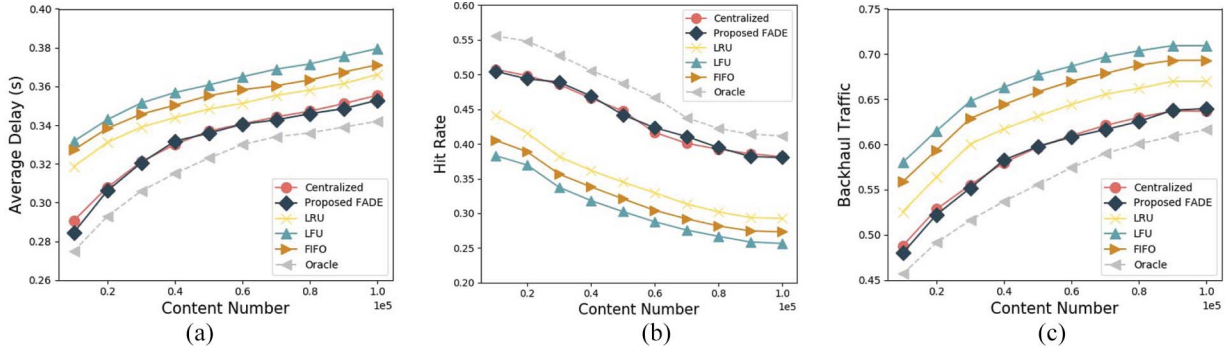 0.40
0.38
0.36
0.34
0.32
0.30
0.28
0.26
Average Delay (s)
Centralized
Proposed FADE
LRU
LFU
FIFO
Oracle
0.2
0.4
0.6
0.8
1.0
1e5
Content Number
(a)
0.60
0.55
0.50
0.45
0.40
0.35
0.30
0.25
0.20
Hit Rate
Centralized
Proposed FADE
LRU
LFU
FIFO
Oracle
0.2
0.4
0.6
0.8
1.0
1e5
Content Number
(b)
0.75
0.70
0.65
0.60
0.55
0.50
0.45
Backhaul Traffic
Centralized
Proposed FADE
LRU
LFU
FIFO
Oracle
0.2
0.4
0.6
0.8
1.0
1e5
Content Number
(c)